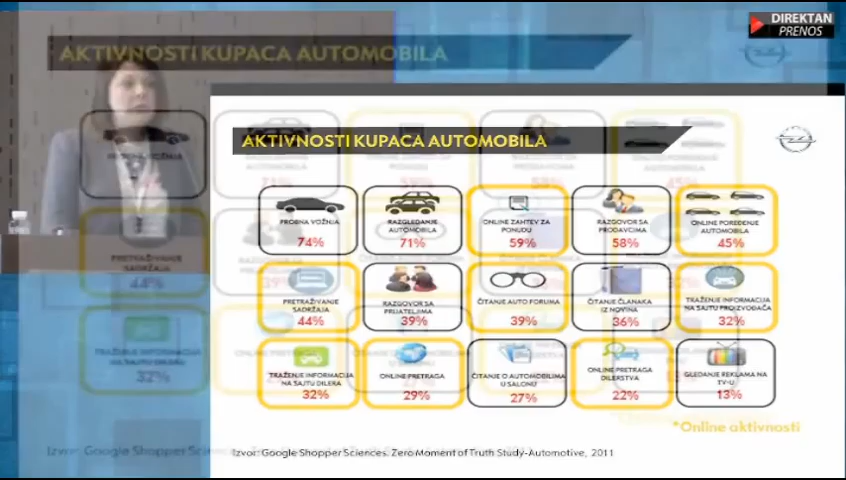 DIREKTAN
PRENOS
AKTIVNOSTI KUPACA AUTOMOBILA
AKTIVNOSTI KUPACA AUTOMOBILA
PROBNA VOŽNJA
74%
RAZGLEDANJE
AUTOMOBILA
71%
ONLINE ZAHTEV ZA
PONUDU
59%
RAZGOVOR SA
PRODAVCIMA
58%
ONLINE POREĐENJE
AUTOMOBILA
45%
PRETRAŽIVANJE
SADRŽAJA
44%
RAZGOVOR SA
PRIJATELJIMA
39%
ČITANJE AUTO FORUMA
39%
ČITANJE ČLANAKA
IZ NOVINA
36%
TRAŽENJE INFORMACIJA
NA SAJTU PROIZVOĐAČA
32%
TRAŽENJE INFORMACIJA
NA SAJTU DILERA
32%
ONLINE PRETRAGA
29%
ČITANJE O AUTOMOBILIMA
U SALONU
27%
ONLINE PRETRAGA
DILERSTVA
22%
GLEDANJE REKLAMA NA
TV-U
13%
*Online aktivnosti
Izvor: Google Shopper Sciences. Zero Moment of Truth Study-Automotive, 2011